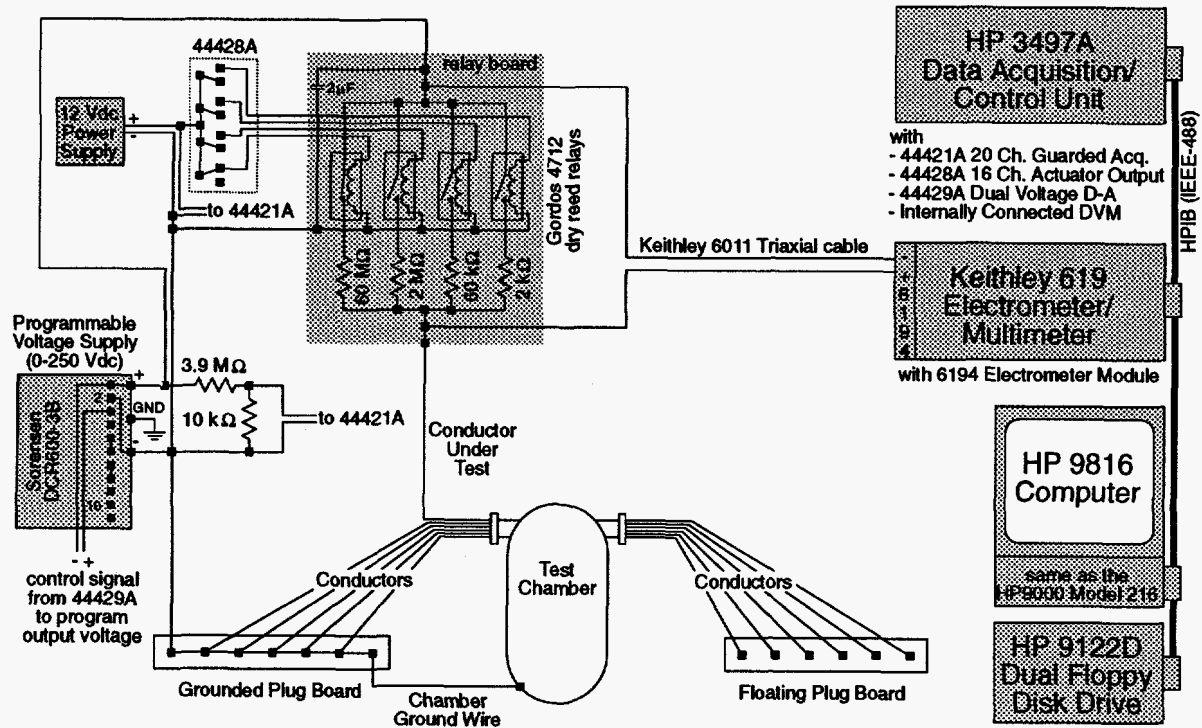 44428A
12 Vdc
Power
Supply
+
-
to 44421A
relay board
2μF
60 MΩ
2 MΩ
60 kΩ
2 kΩ
Gordos 4712
dry reed relays
HP 3497A
Data Acquisition/
Control Unit
with
- 44421A 20 Ch. Guarded Acq.
- 44428A 16 Ch. Actuator Output
- 44429A Dual Voltage D-A
- Internally Connected DVM
HPIB (IEEE-488)
Keithley 6011 Triaxial cable
-
+
6
1
9
4
Keithley 619
Electrometer/
Multimeter
with 6194 Electrometer Module
Programmable
Voltage Supply
(0-250 Vdc)
Sorensen
DCR600-3B
+
GND
-
10
3.9 MΩ
10 kΩ
to 44421A
- +
control signal
from 44429A
to program
output voltage
Conductor
Under
Test
Conductors
Test
Chamber
Conductors
Grounded Plug Board
Chamber
Ground Wire
Floating Plug Board
HP 9816
Computer
same as the
HP9000 Model 216
HP 9122D
Dual Floppy
Disk Drive